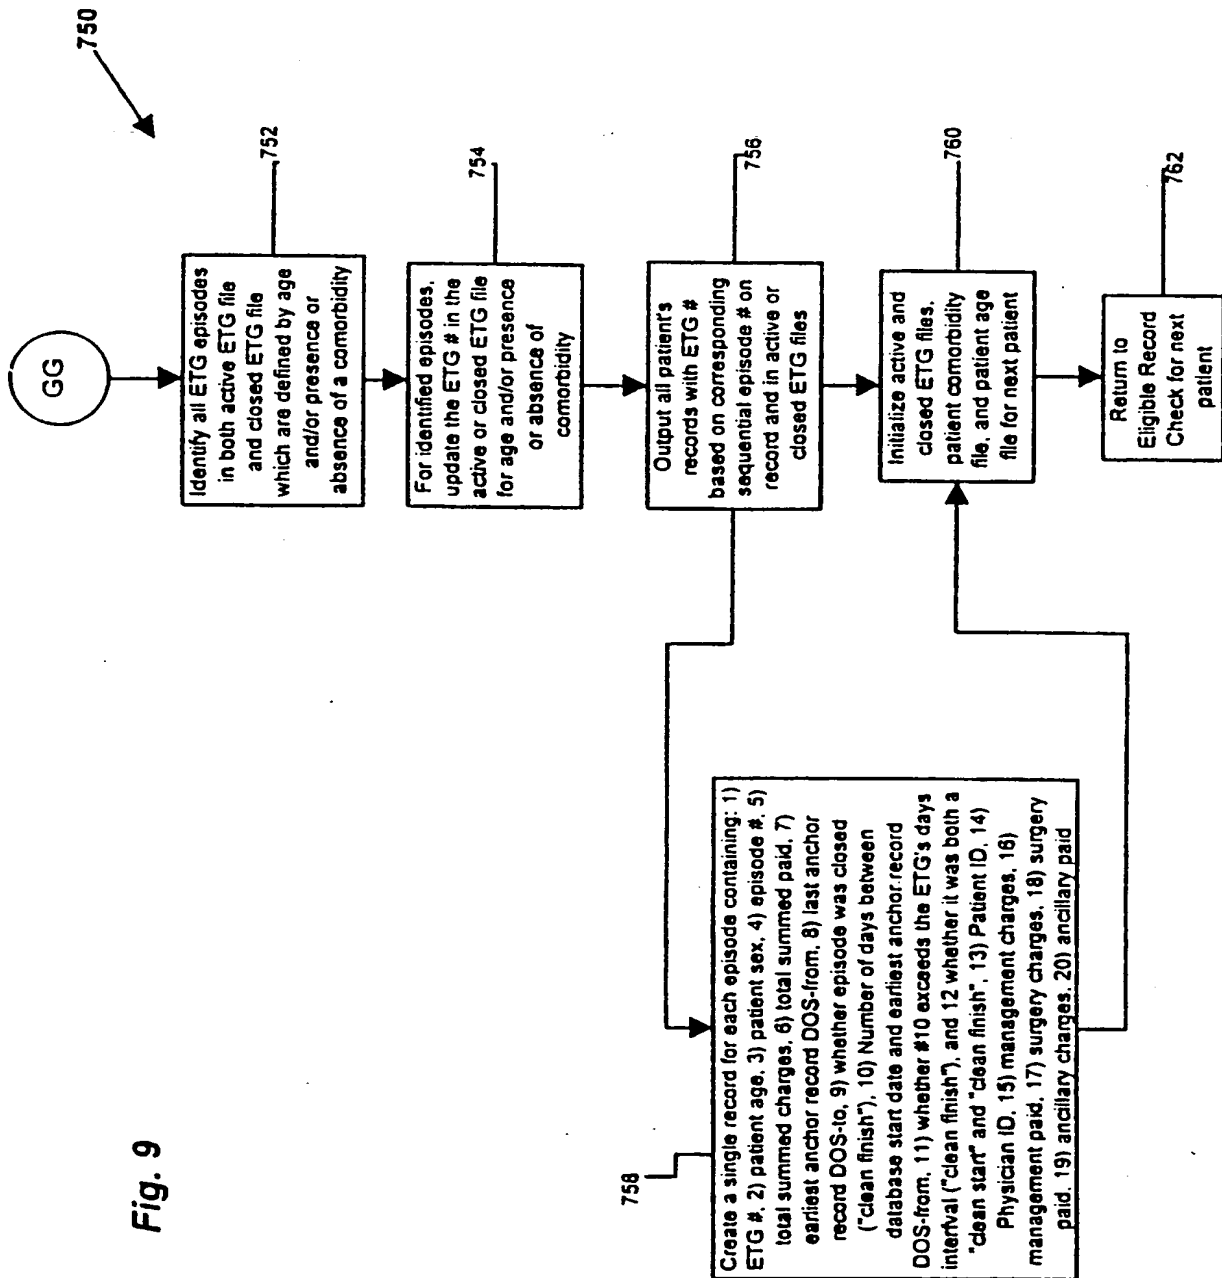 750
GG
752
Identify all ETG episodes
in both active ETG file
and closed ETG file
which are defined by age
and/or presence or
absence of a comorbidity
754
For identified episodes,
update the ETG # in the
active or closed ETG file
for age and/or presence
or absence of
comorbidity
756
Output all patient's
records with ETG #
based on corresponding
sequential episode # on
record and in active or
closed ETG files
758
Create a single record for each episode containing: 1)
ETG #, 2) patient age, 3) patient sex, 4) episode #, 5)
total summed charges, 6) total summed paid, 7)
earliest anchor record DOS-from, 8) last anchor
record DOS-to, 9) whether episode was closed
("clean finish"), 10) Number of days between
database start date and earliest anchor record
DOS-from, 11) whether #10 exceeds the ETG's days
interval ("clean finish"), and 12 whether it was both a
"clean start" and "clean finish", 13) Patient ID, 14)
Physician ID, 15) management charges, 16)
management paid, 17) surgery charges, 18) surgery
paid, 19) ancillary charges, 20) ancillary paid
760
Initialize active and
closed ETG files,
patient comorbidity
file, and patient age
file for next patient
762
Return to
Eligible Record
Check for next
patient
Fig. 9